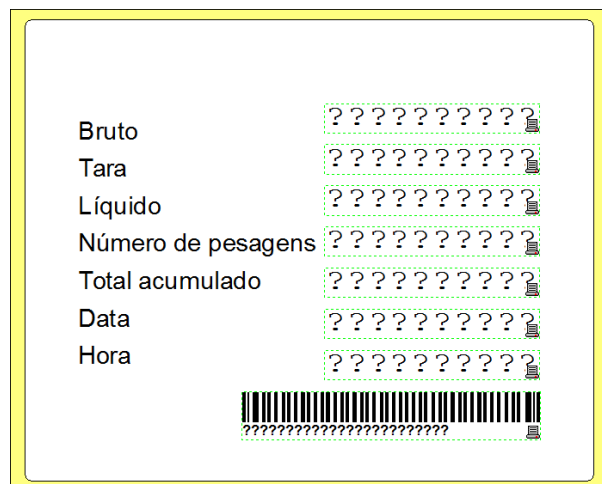 Bruto ??????????
Tara ??????????
Líquido ??????????
Número de pesagens ??????????
Total acumulado ??????????
Data ??????????
Hora ??????????
????????????????????????